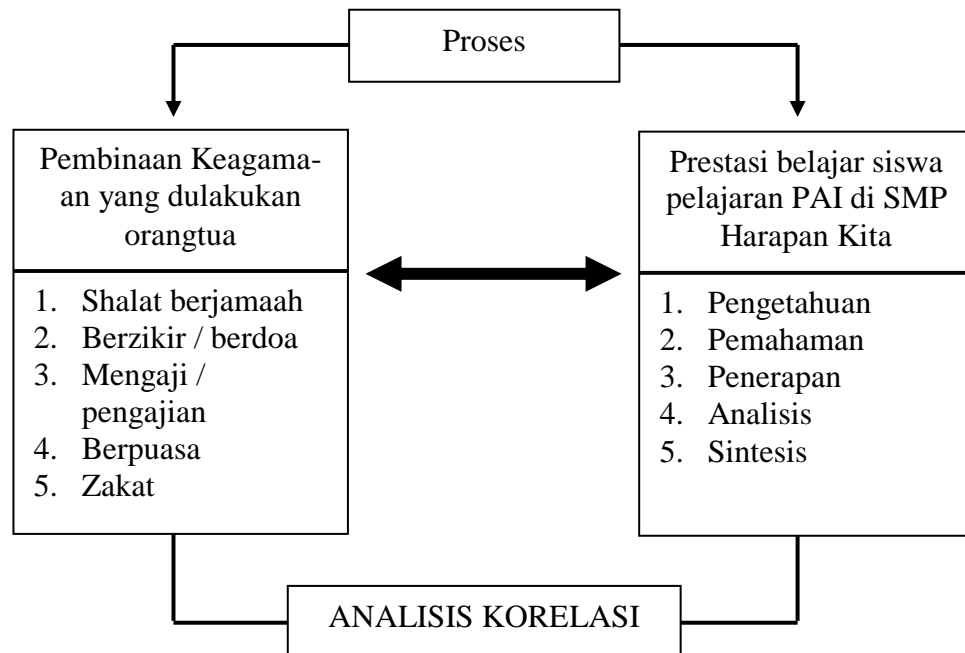 Proses
Pembinaan Keagama-
an yang dulakukan
orangtua
1. Shalat berjamaah
2. Berzikir / berdoa
3. Mengaji /
pengajian
4. Berpuasa
5. Zakat
Prestasi belajar siswa
pelajaran PAI di SMP
Harapan Kita
1. Pengetahuan
2. Pemahaman
3. Penerapan
4. Analisis
5. Sintesis
ANALISIS KORELASI